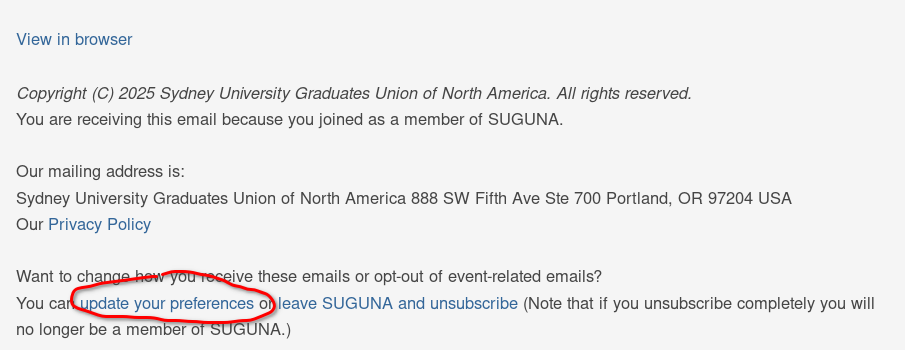 View in browser
Copyright (C) 2025 Sydney University Graduates Union of North America. All rights reserved.
You are receiving this email because you joined as a member of SUGUNA.
Our mailing address is:
Sydney University Graduates Union of North America 888 SW Fifth Ave Ste 700 Portland, OR 97204 USA
Our Privacy Policy
Want to change how you receive these emails or opt-out of event-related emails?
You can update your preferences or leave SUGUNA and unsubscribe (Note that if you unsubscribe completely you will
no longer be a member of SUGUNA.)